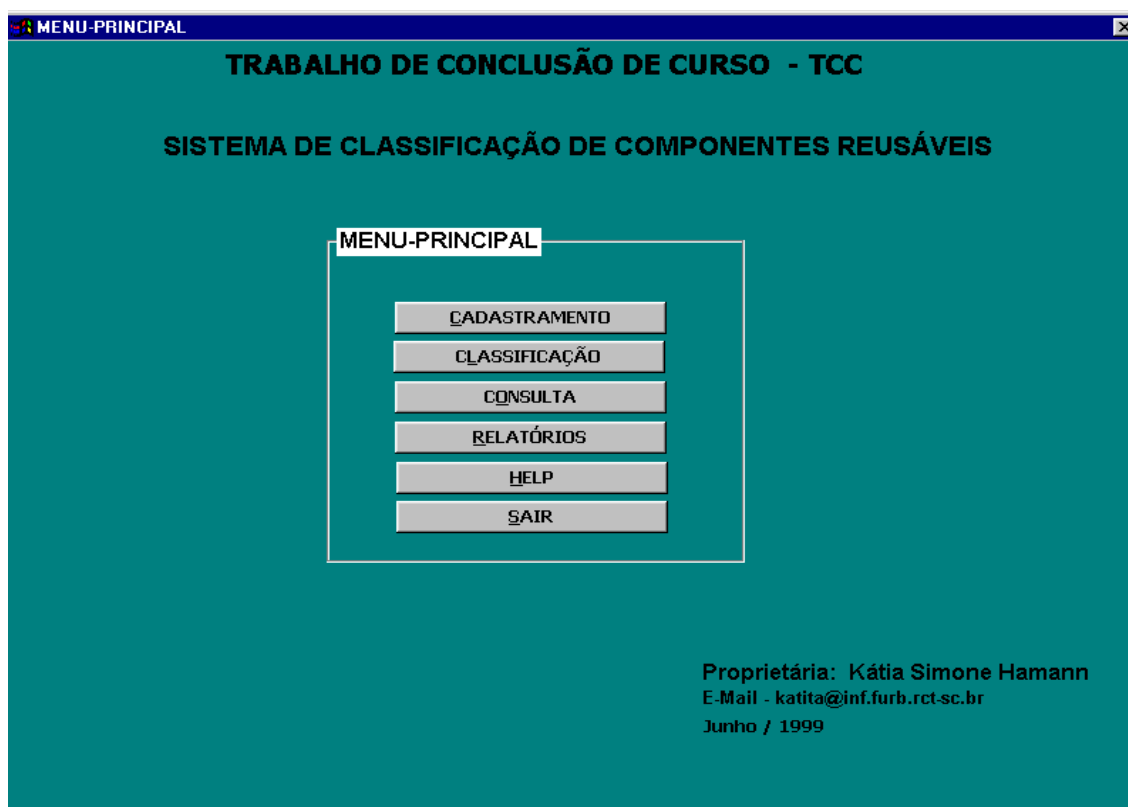 MENU-PRINCIPAL
TRABALHO DE CONCLUSÃO DE CURSO - TCC
SISTEMA DE CLASSIFICAÇÃO DE COMPONENTES REUSÁVEIS
MENU-PRINCIPAL
CADASTRAMENTO
CLASSIFICAÇÃO
CONSULTA
RELATÓRIOS
HELP
SAIR
Proprietária: Kátia Simone Hamann
E-Mail - katita@inf.furb.rct-sc.br
Junho / 1999